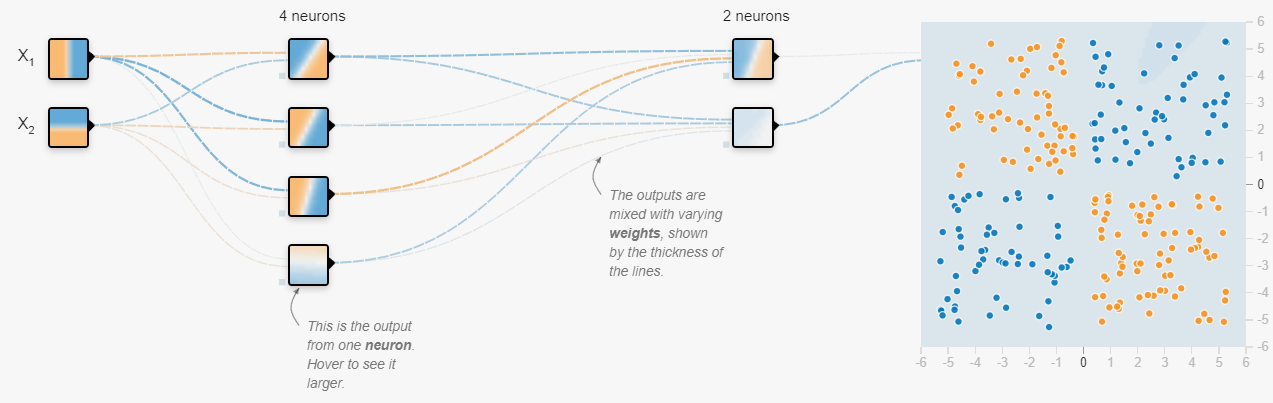 4 neurons
2 neurons
X1
X2
The outputs are
mixed with varying
weights, shown
by the thickness of
the lines.
This is the output
from one neuron.
Hover to see it
larger.
6
5
4
3
2
1
0
-1
-2
-3
-4
-5
-6
-6 -5 -4 -3 -2 -1 0 1 2 3 4 5 6